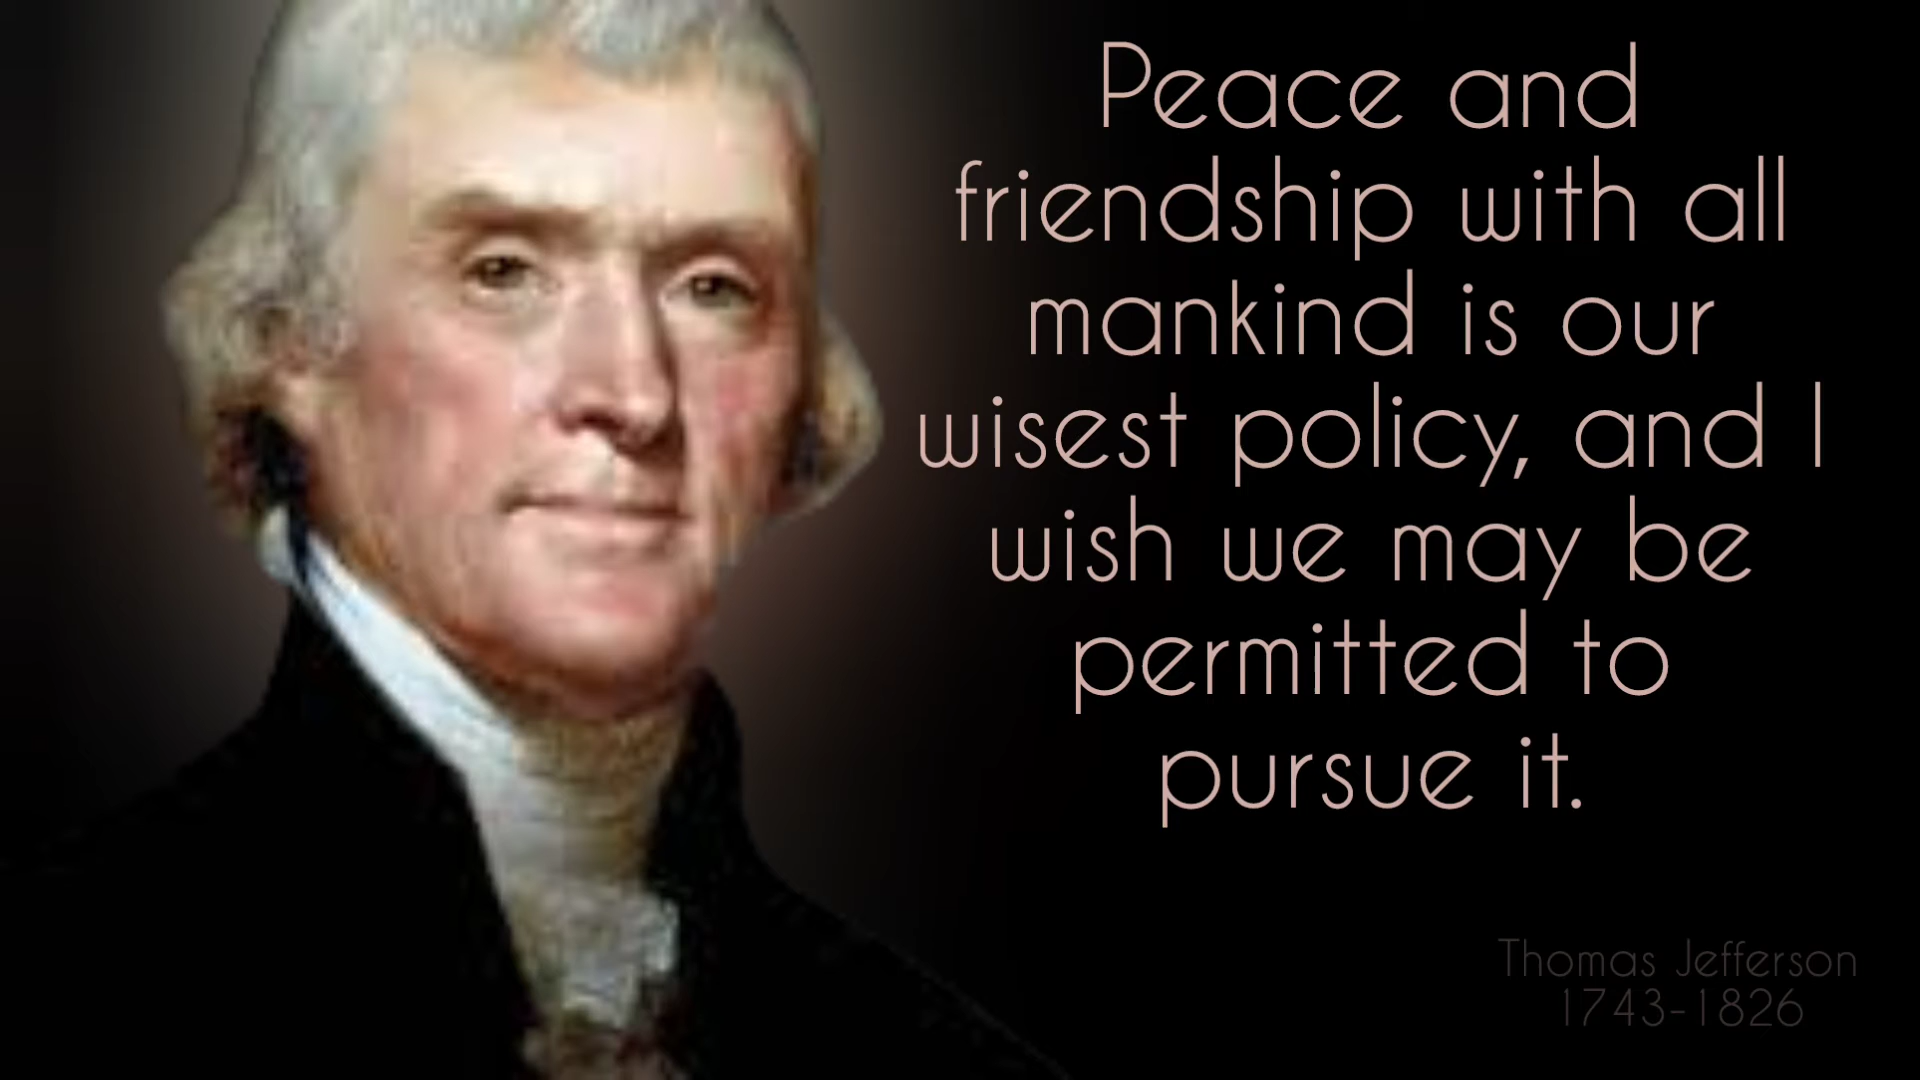 Peace and
friendship with all
mankind is our
wisest policy, and I
wish we may be
permitted to
pursue it.
Thomas Jefferson
1743-1826